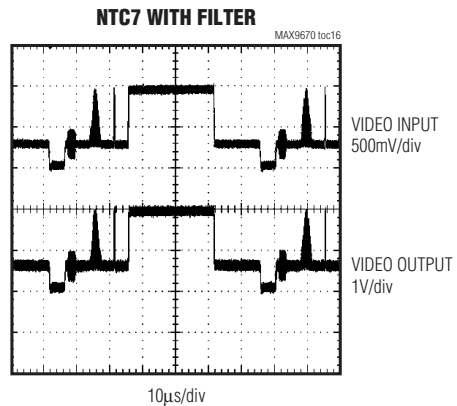 NTC7 WITH FILTER
MAX9670 toc16
VIDEO INPUT
500mV/div
VIDEO OUTPUT
1V/div
10μs/div